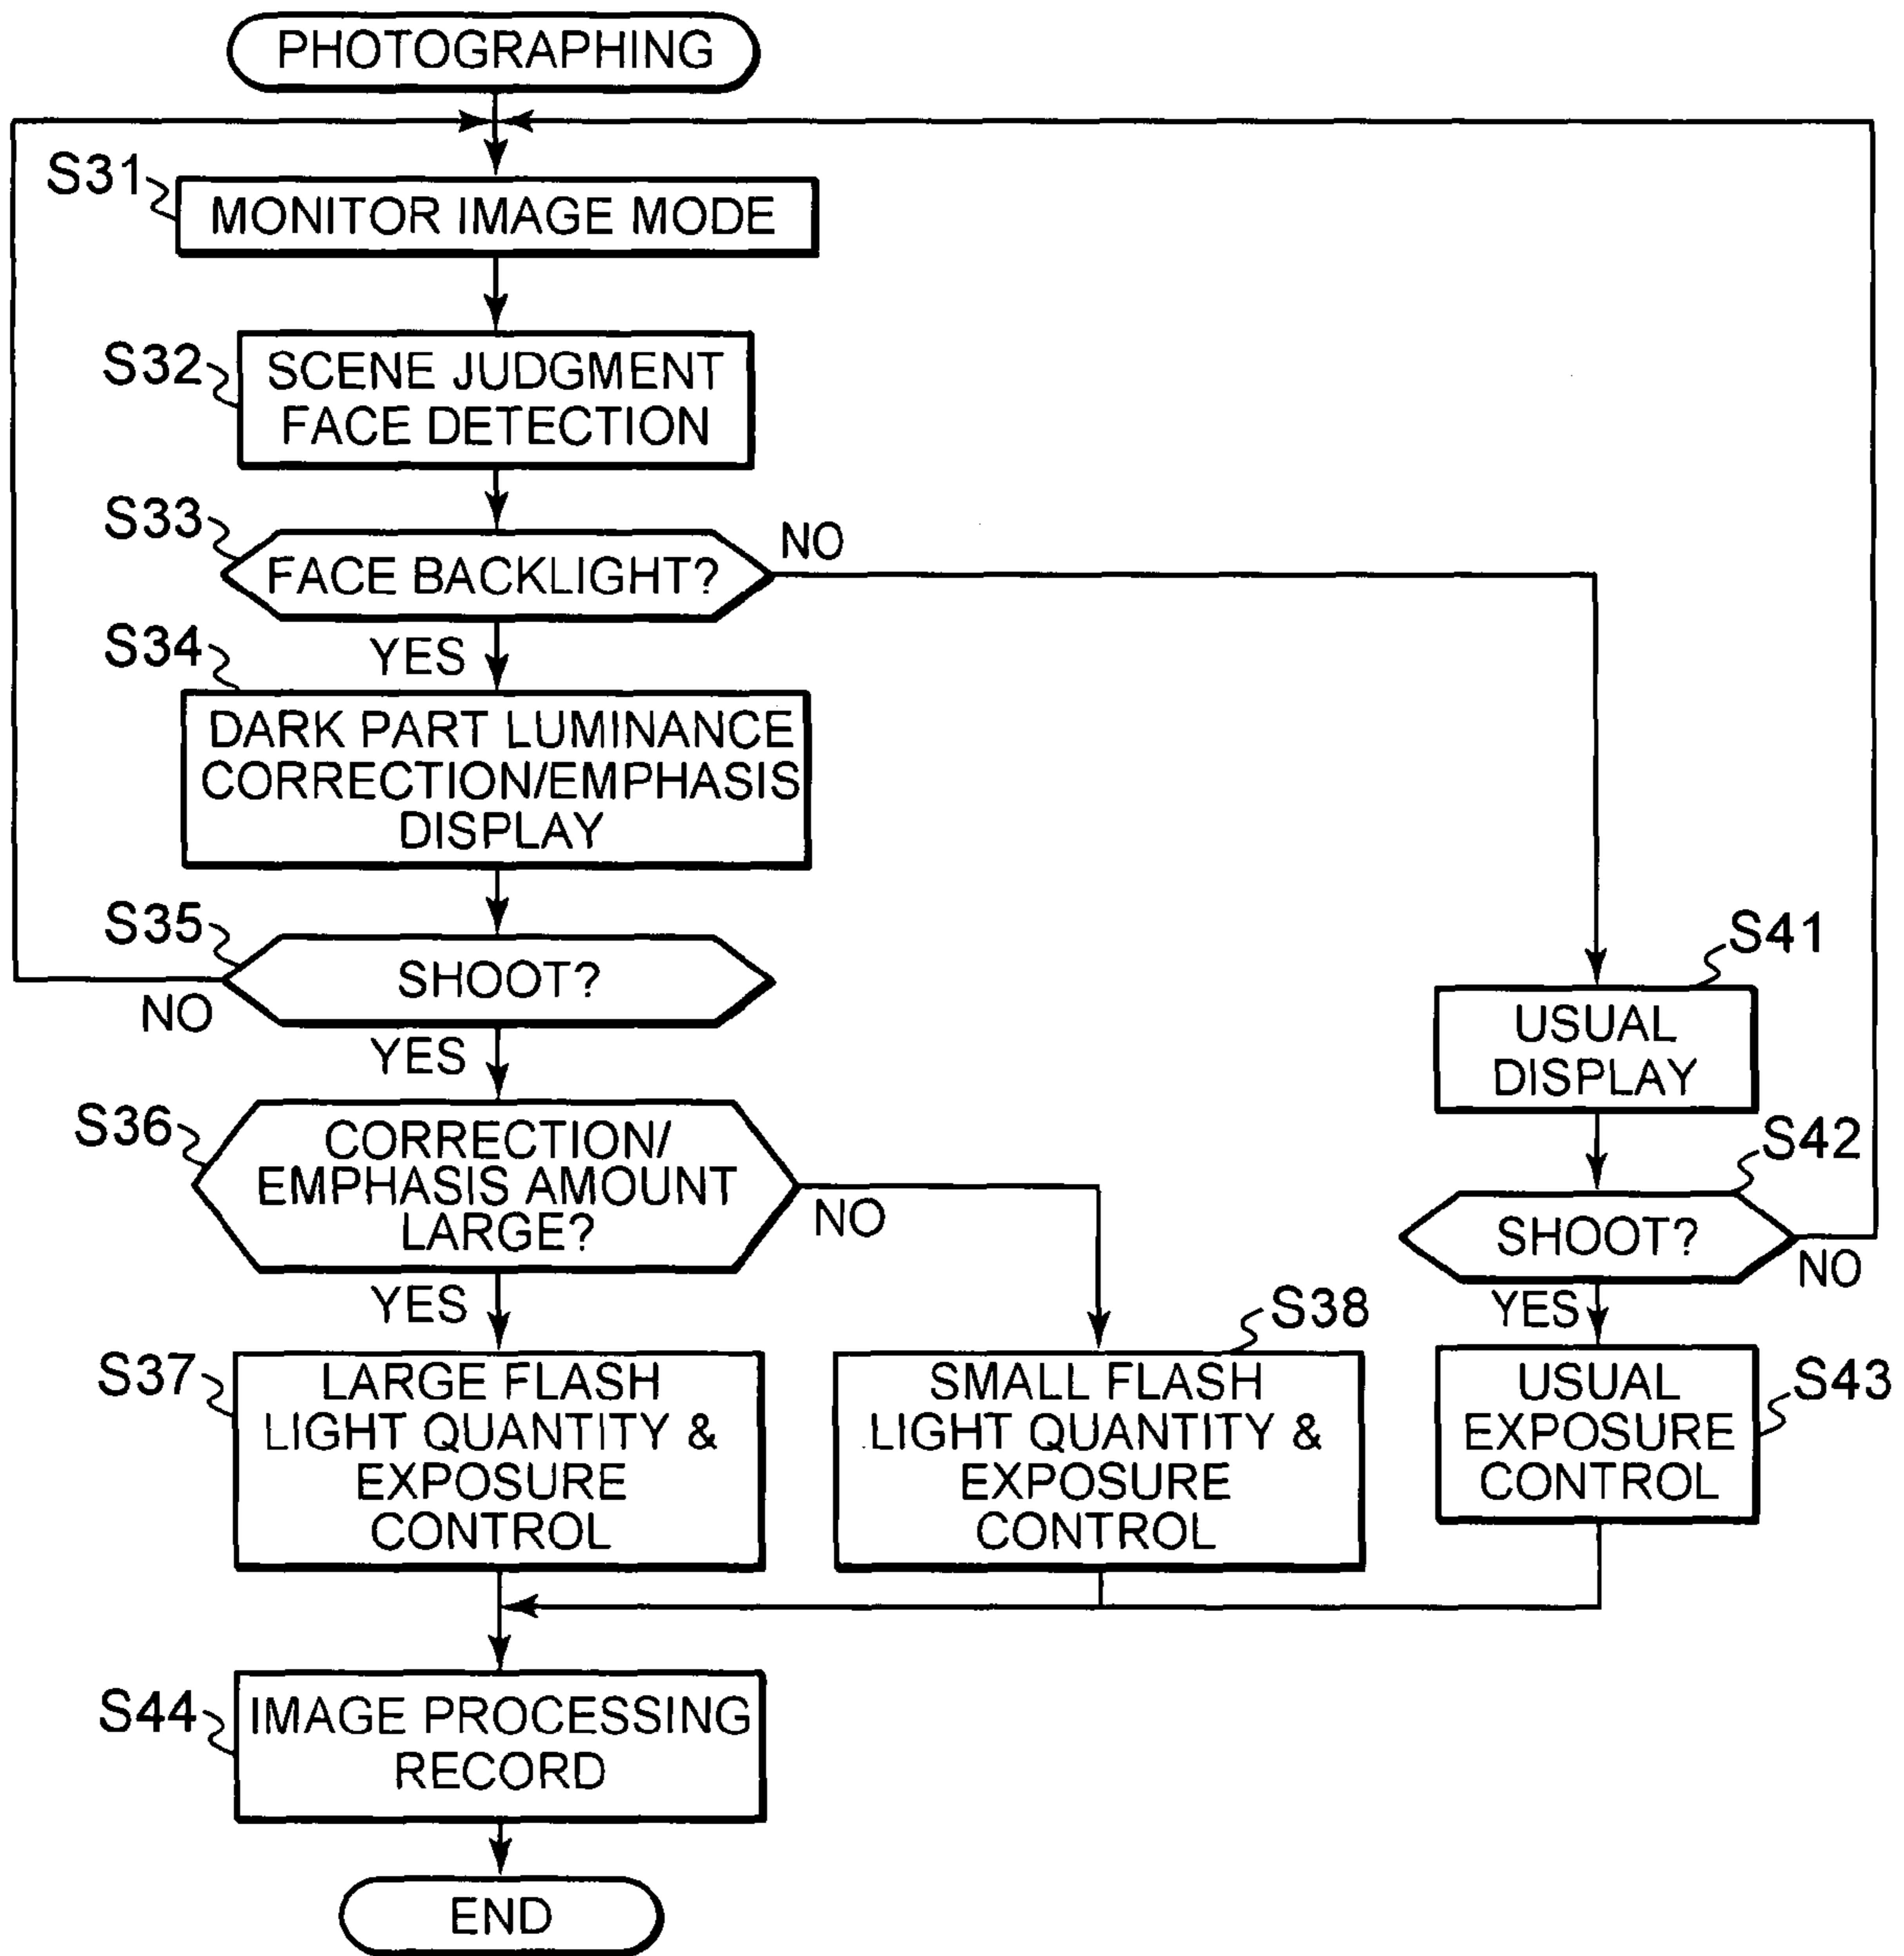 PHOTOGRAPHING
S31
MONITOR IMAGE MODE
S32
SCENE JUDGMENT
FACE DETECTION
S33
FACE BACKLIGHT?
NO
YES
S34
DARK PART LUMINANCE
CORRECTION/EMPHASIS
DISPLAY
S35
SHOOT?
NO
YES
S36
CORRECTION/
EMPHASIS AMOUNT
LARGE?
NO
YES
S37
LARGE FLASH
LIGHT QUANTITY &
EXPOSURE
CONTROL
S38
SMALL FLASH
LIGHT QUANTITY &
EXPOSURE
CONTROL
S41
USUAL
DISPLAY
S42
SHOOT?
NO
YES
S43
USUAL
EXPOSURE
CONTROL
S44
IMAGE PROCESSING
RECORD
END